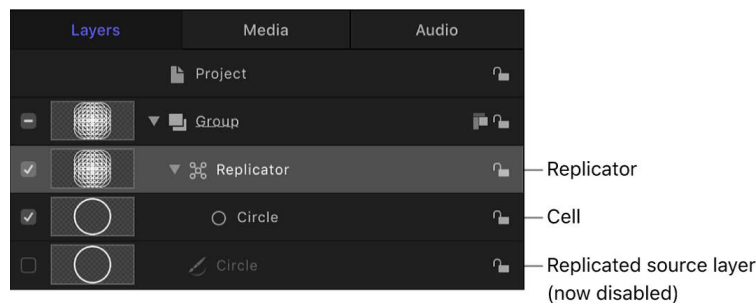 Layers Media Audio
Project
Group
Replicator Replicator
Circle Cell
Circle Replicated source layer
(now disabled)